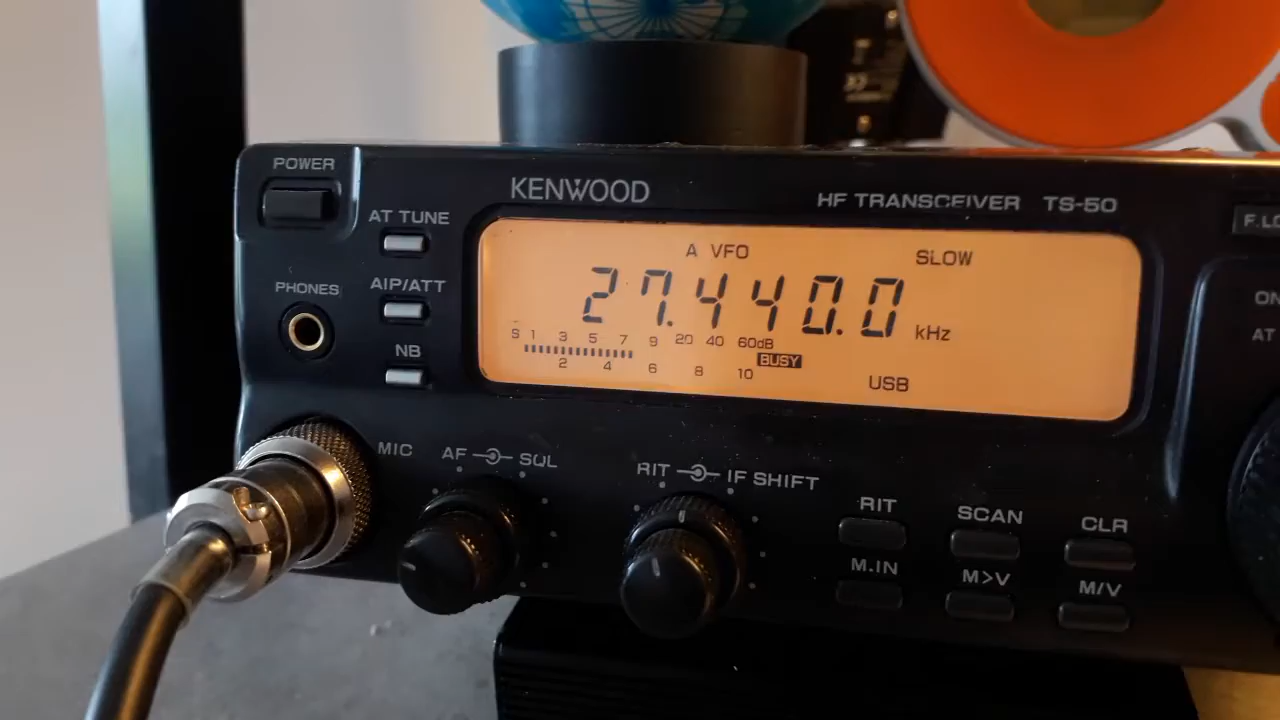 POWER
KENWOOD
HF TRANSCEIVER TS-50
AT TUNE
A VFO
SLOW
AIP/ATT
PHONES
27.440.0 kHz
S 1 3 5 7 9 20 40 60dB
BUSY
2 4 6 8 10
USB
NB
MIC
AF SQL
RIT IF SHIFT
RIT
SCAN
CLR
M.IN
M>V
M/V
AT